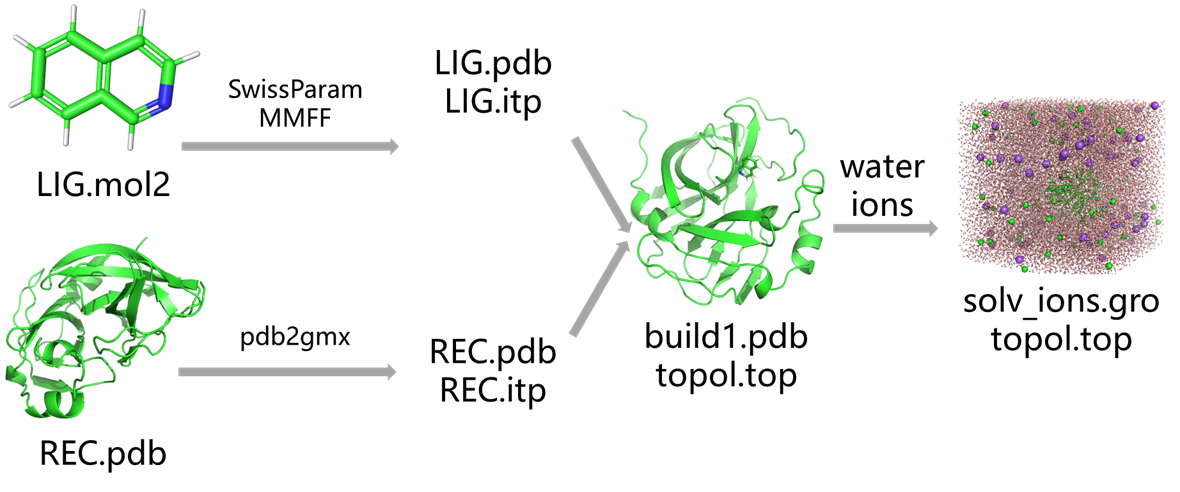 LIG.mol2
SwissParam
MMFF
LIG.pdb
LIG.itp
REC.pdb
pdb2gmx
REC.pdb
REC.itp
build1.pdb
topol.top
water
ions
solv_ions.gro
topol.top